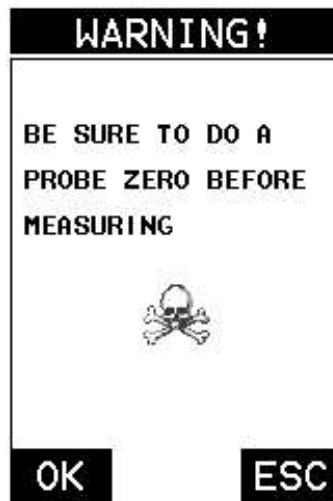 WARNING!
BE SURE TO DO A
PROBE ZERO BEFORE
MEASURING
OK ESC